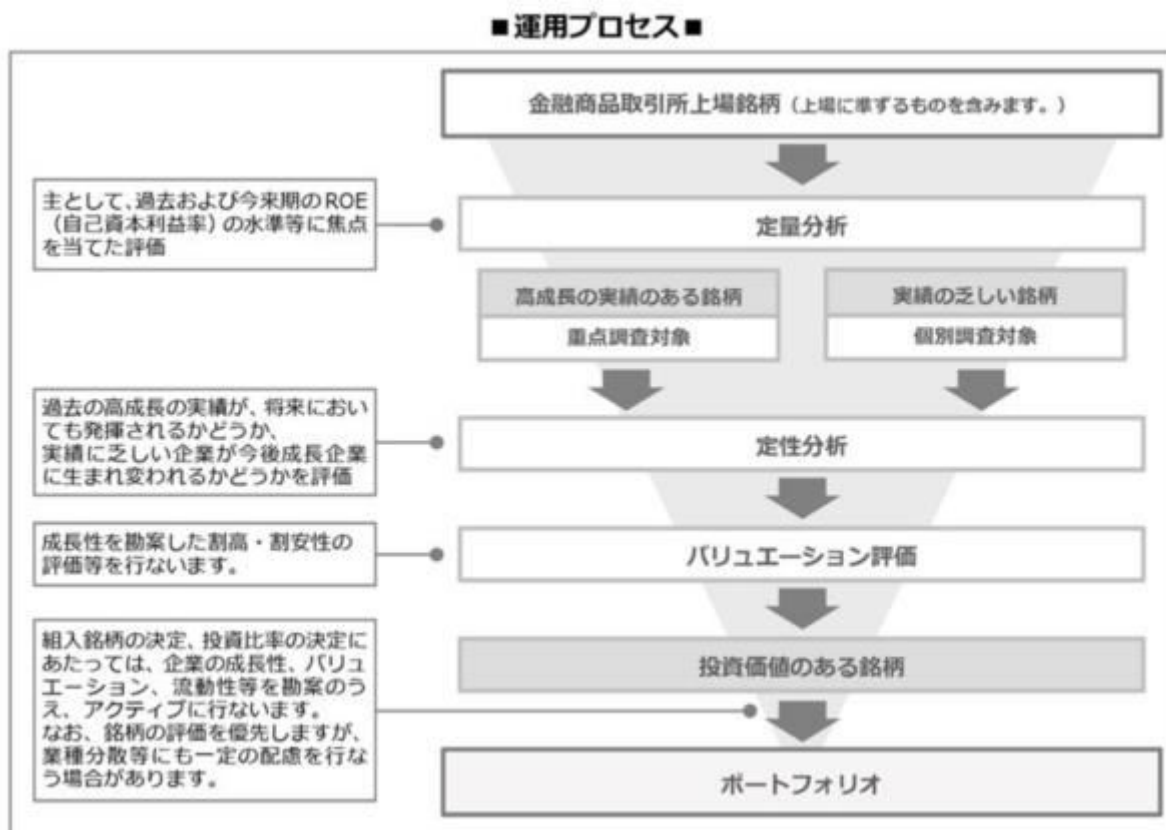 ■運用プロセス■
金融商品取引所上場銘柄（上場に準ずるものを含みます。）
主として、過去および今来期のROE
（自己資本利益率）の水準等に焦点
を当てた評価
定量分析
高成長の実績のある銘柄
重点調査対象
実績の乏しい銘柄
個別調査対象
過去の高成長の実績が、将来におい
ても発揮されるかどうか、
実績に乏しい企業が今後成長企業
に生まれ変われるかどうかを評価
定性分析
成長性を勘案した割高・割安性の
評価等を行ないます。
バリュエーション評価
組入銘柄の決定、投資比率の決定に
あたっては、企業の成長性、バリュ
エーション、流動性等を勘案のう
え、アクティブに行ないます。
なお、銘柄の評価を優先しますが、
業種分散等にも一定の配慮を行な
う場合があります。
投資価値のある銘柄
ポートフォリオ